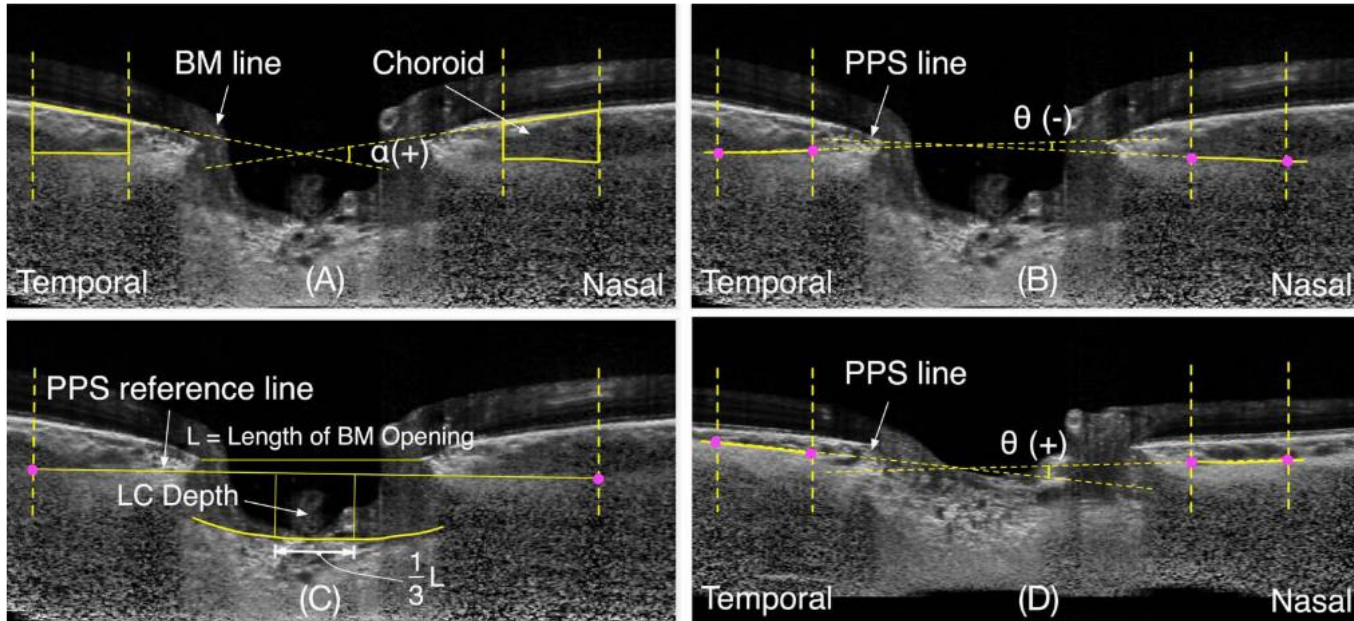 BM line
Choroid
α(+)
Temporal
(A)
Nasal
PPS line
θ (-)
Temporal
(B)
Nasal
PPS reference line
L = Length of BM Opening
LC Depth
1
3
L
(C)
PPS line
θ (+)
Temporal
(D)
Nasal